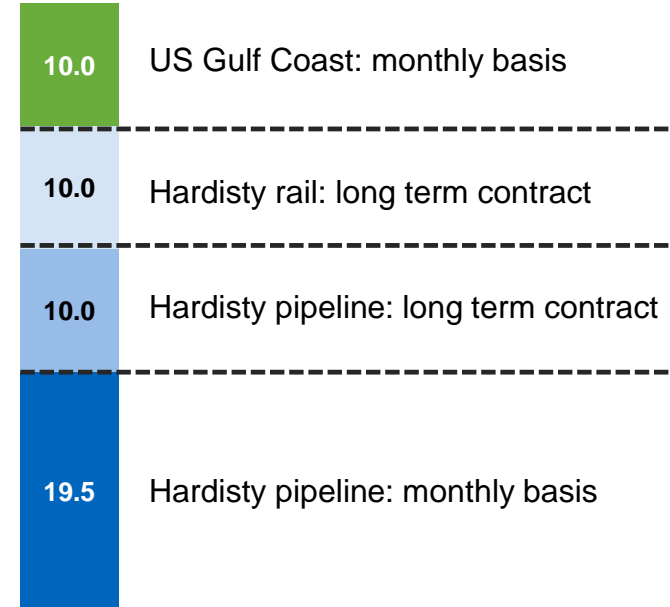 10.0 US Gulf Coast: monthly basis
10.0 Hardisty rail: long term contract
10.0 Hardisty pipeline: long term contract
19.5 Hardisty pipeline: monthly basis